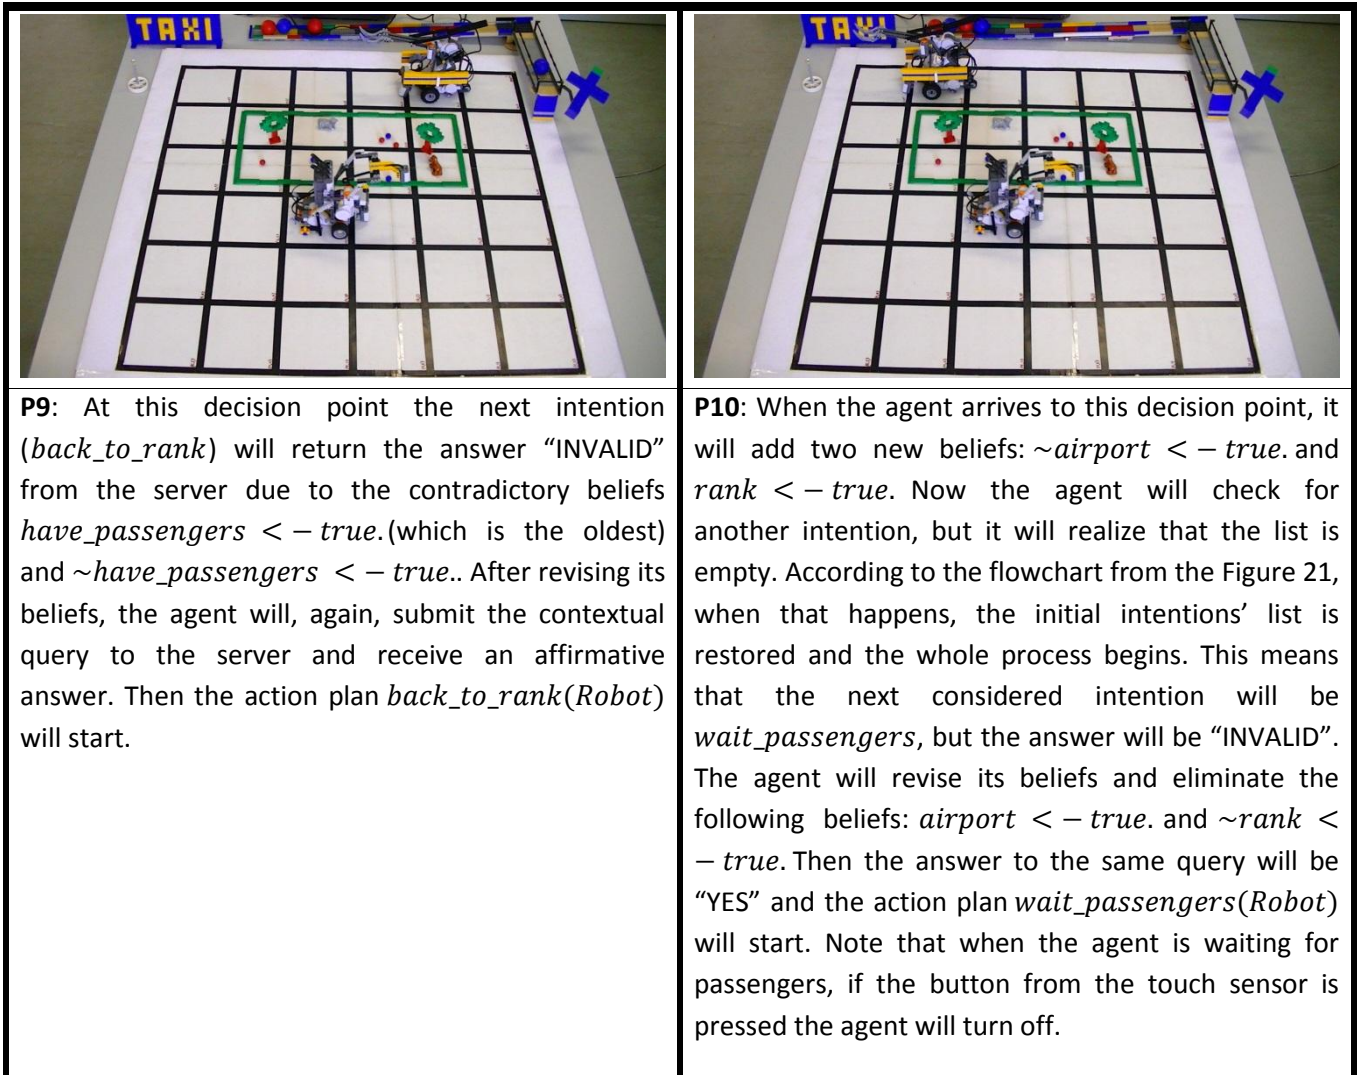 TAXI
TAXI
P9: At this decision point the next intention
(back_to_rank) will return the answer “INVALID”
from the server due to the contradictory beliefs
have_passengers < − true. (which is the oldest)
and ~have_passengers < − true.. After revising its
beliefs, the agent will, again, submit the contextual
query to the server and receive an affirmative
answer. Then the action plan back_to_rank(Robot)
will start.
P10: When the agent arrives to this decision point, it
will add two new beliefs: ~airport < − true. and
rank < − true. Now the agent will check for
another intention, but it will realize that the list is
empty. According to the flowchart from the Figure 21,
when that happens, the initial intentions’ list is
restored and the whole process begins. This means
that the next considered intention will be
wait_passengers, but the answer will be “INVALID”.
The agent will revise its beliefs and eliminate the
following beliefs: airport < − true. and ~rank <
− true. Then the answer to the same query will be
“YES” and the action plan wait_passengers(Robot)
will start. Note that when the agent is waiting for
passengers, if the button from the touch sensor is
pressed the agent will turn off.